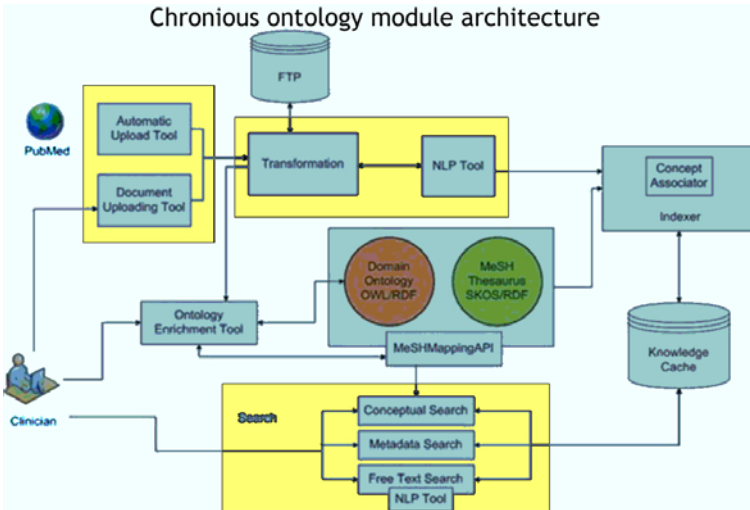 Chronious ontology module architecture
FTP
Automatic
Upload Tool
PubMed
Transformation
NLP Tool
Concept
Associator
Document
Uploading Tool
Indexer
Domain
Ontology
OWL/RDF
MeSH
Thesaurus
SKOS/RDF
Ontology
Enrichment Tool
MeSHMappingAPI
Knowledge
Cache
Clinician
Search
Conceptual Search
Metadata Search
Free Text Search
NLP Tool